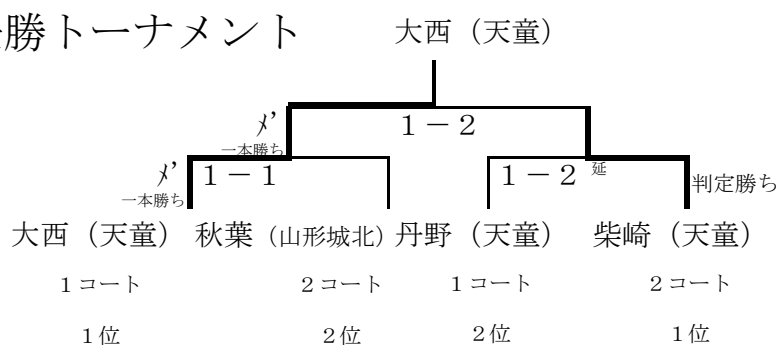 勝トーナメント
大西（天童）
メ’
１－２
一本勝ち
メ’
１－１
１－２
延
一本勝ち
判定勝ち
大西（天童） 秋葉（山形城北） 丹野（天童） 柴崎（天童）
１コート ２コート １コート ２コート
１位 ２位 ２位 １位